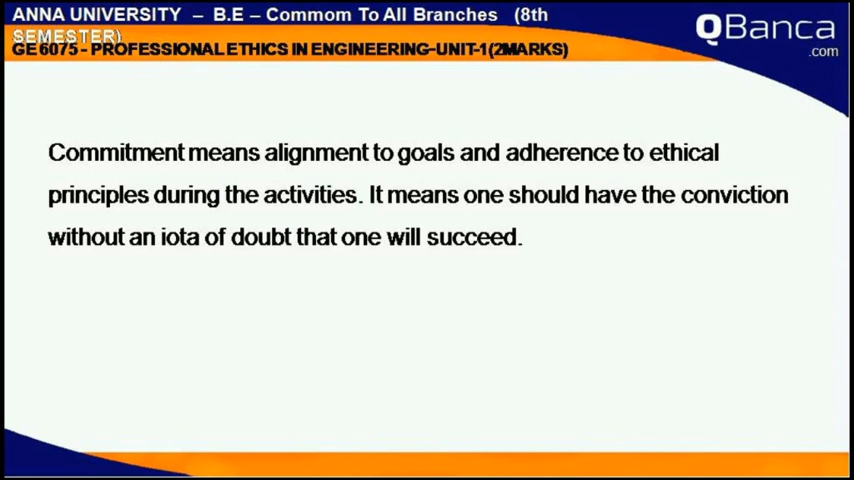 ANNA UNIVERSITY – B.E – Commom To All Branches (8th
SEMESTER)
GE 6075 - PROFESSIONAL ETHICS IN ENGINEERING-UNIT-1(2MARKS)
QBanca
.com
Commitment means alignment to goals and adherence to ethical
principles during the activities. It means one should have the conviction
without an iota of doubt that one will succeed.